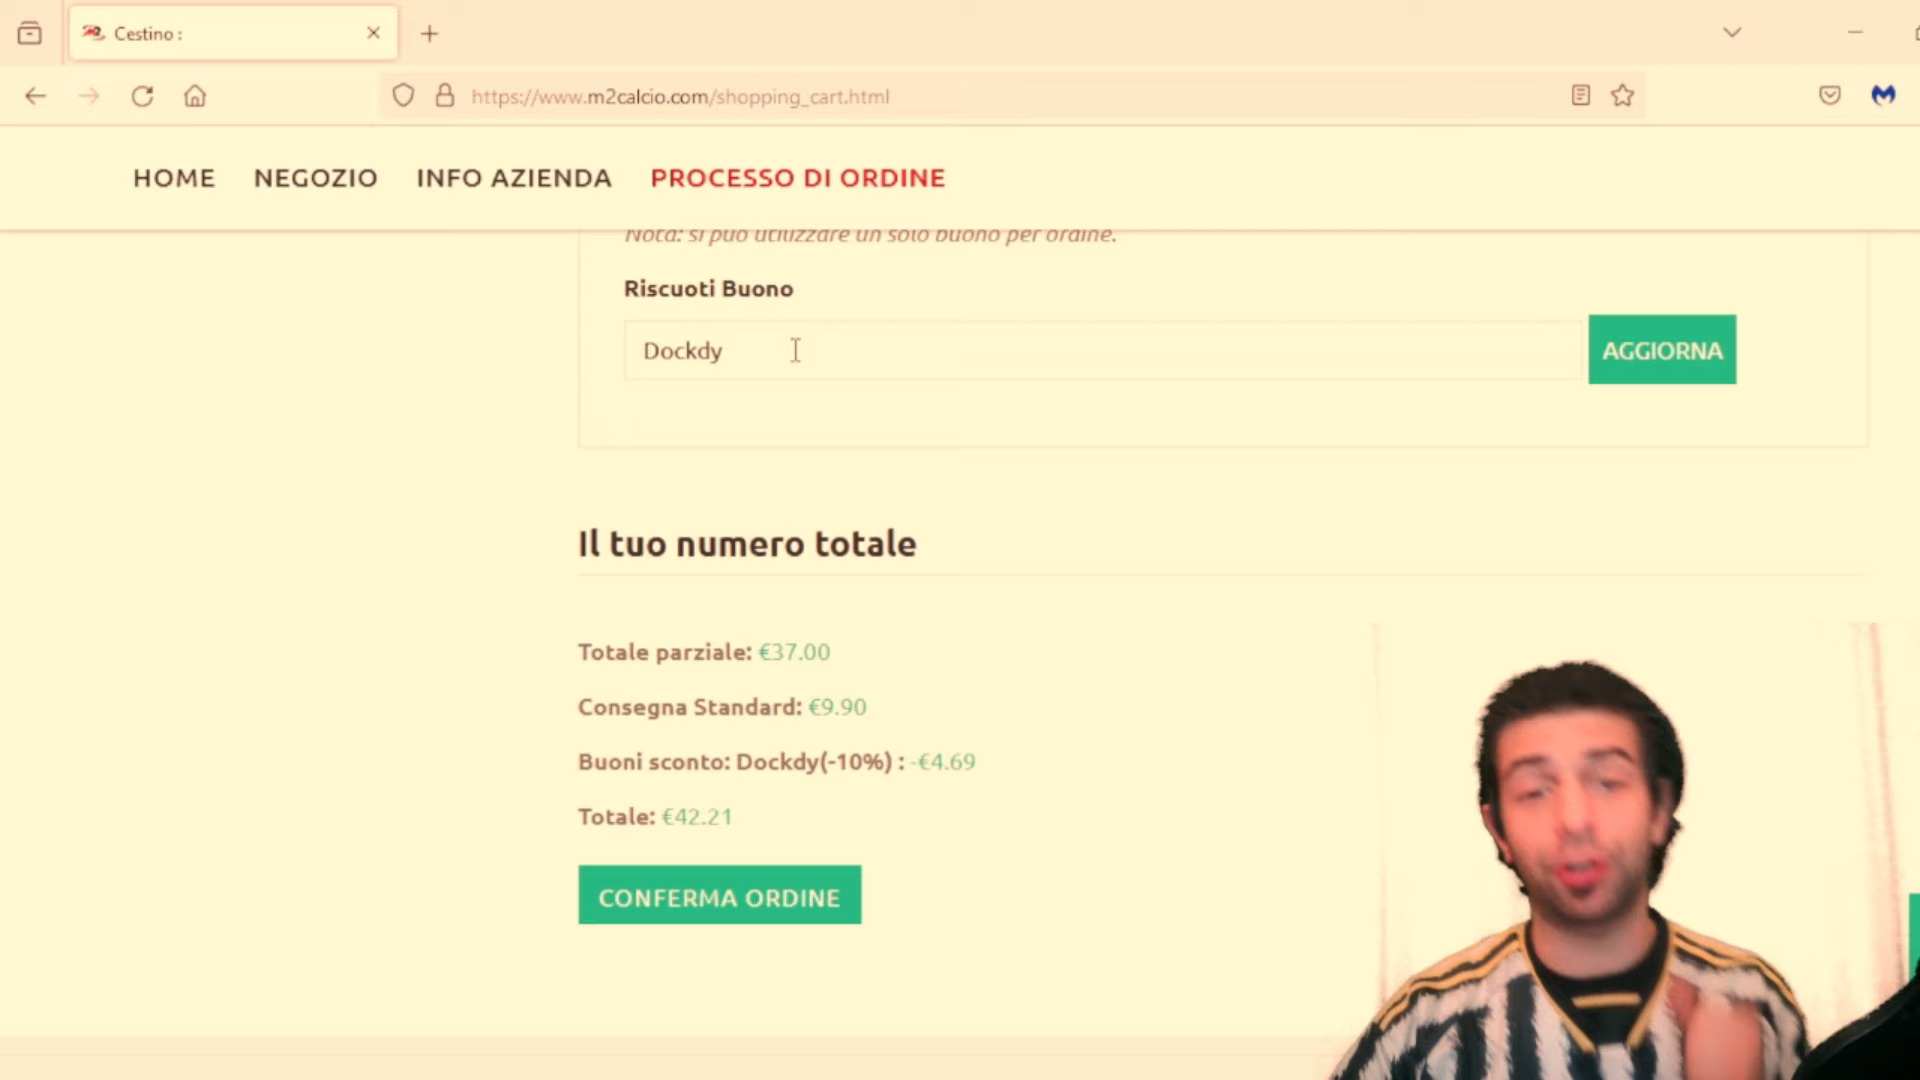 Cestino :
https://www.m2calcio.com/shopping_cart.html
HOME NEGOZIO INFO AZIENDA PROCESSO DI ORDINE
Nota: si può utilizzare un solo buono per ordine.
Riscuoti Buono
Dockdy
AGGIORNA
Il tuo numero totale
Totale parziale: €37.00
Consegna Standard: €9.90
Buoni sconto: Dockdy(-10%) : -€4.69
Totale: €42.21
CONFERMA ORDINE